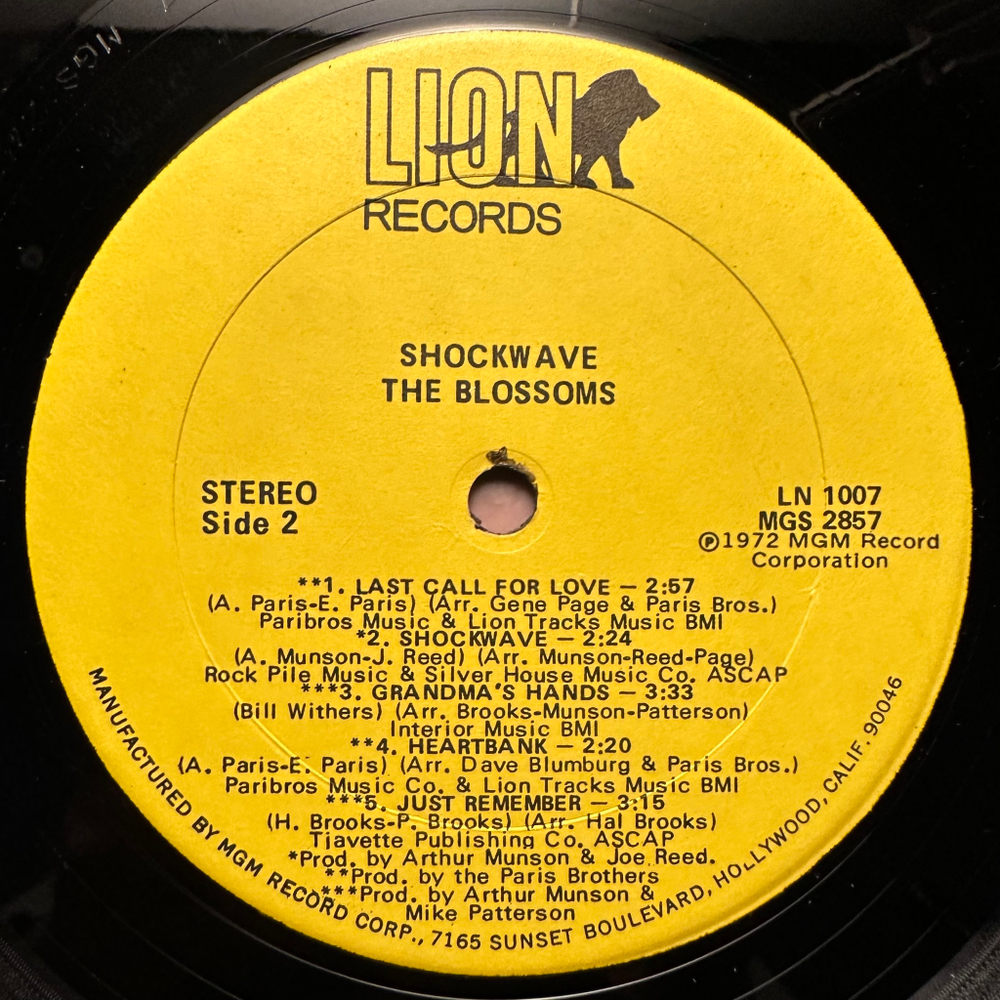 LION
RECORDS
SHOCKWAVE
THE BLOSSOMS
STEREO
Side 2
LN 1007
MGS 2857
℗1972 MGM Record
Corporation
**1. LAST CALL FOR LOVE — 2:57
(A. Paris-E. Paris) (Arr. Gene Page & Paris Bros.)
Paribros Music & Lion Tracks Music BMI
*2. SHOCKWAVE — 2:24
(A. Munson-J. Reed) (Arr. Munson-Reed-Page)
Rock Pile Music & Silver House Music Co. ASCAP
***3. GRANDMA'S HANDS — 3:33
(Bill Withers) (Arr. Brooks-Munson-Patterson)
Interior Music BMI
**4. HEARTBANK — 2:20
(A. Paris-E. Paris) (Arr. Dave Blumburg & Paris Bros.)
Paribros Music Co. & Lion Tracks Music BMI
***5. JUST REMEMBER — 3:15
(H. Brooks-P. Brooks) (Arr. Hal Brooks)
Tjavette Publishing Co. ASCAP
*Prod. by Arthur Munson & Joe Reed.
**Prod. by the Paris Brothers
***Prod. by Arthur Munson &
Mike Patterson
MANUFACTURED BY MGM RECORD CORP., 7165 SUNSET BOULEVARD, HOLLYWOOD, CALIF. 90046
MGS